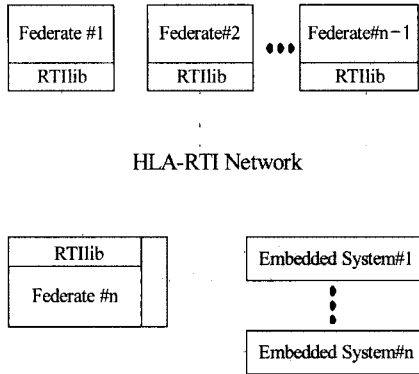 Federate #1
RTIlib
Federate#2
RTIlib
Federate#n-1
RTIlib
HLA-RTI Network
RTIlib
Federate #n
Embedded System#1
Embedded System#n